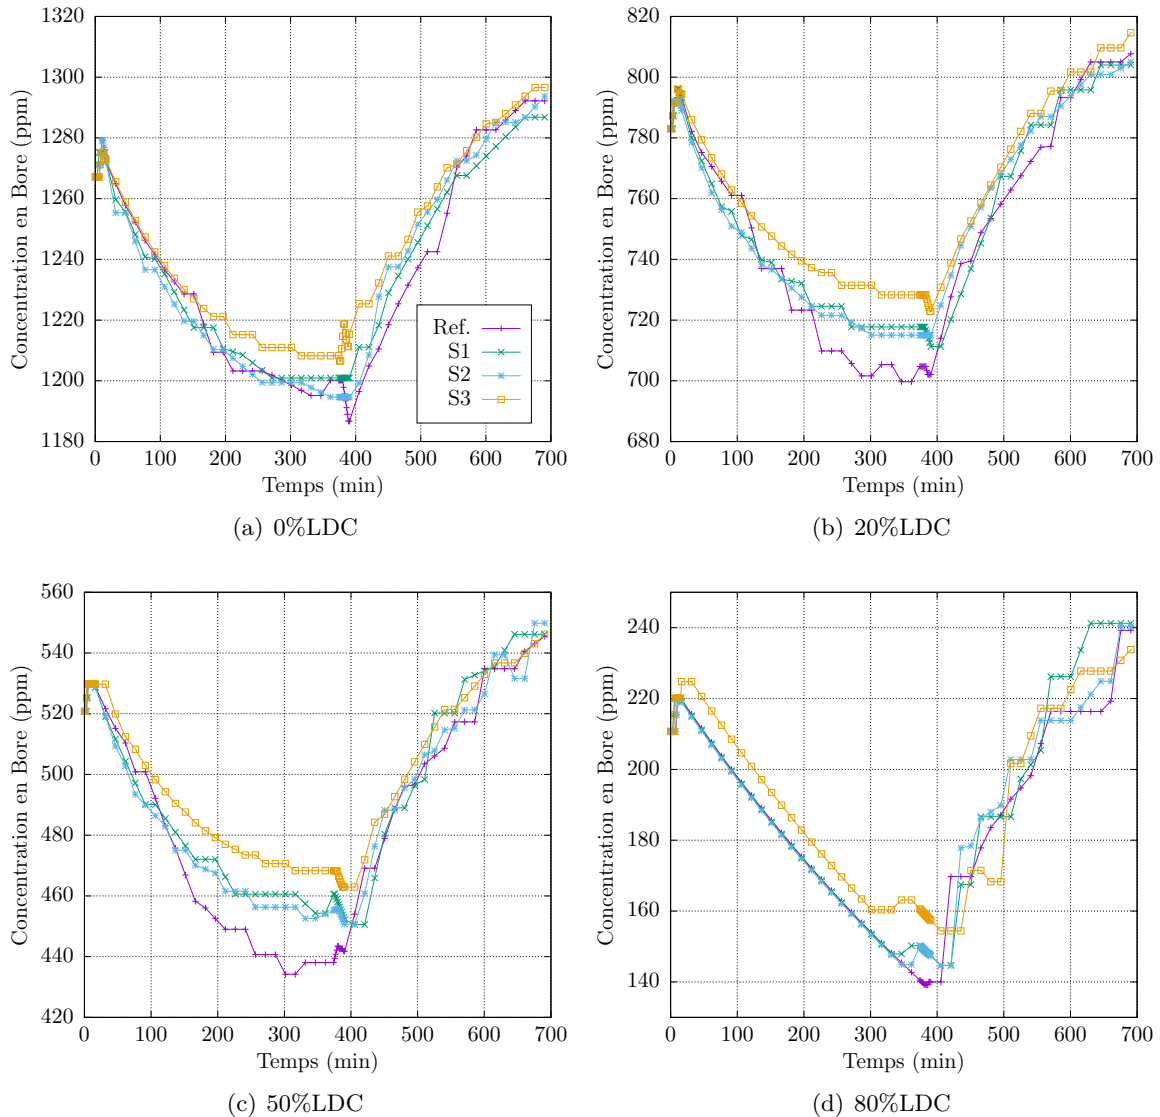 1320
1300
1280
1260
1240
1220
1200
1180
Concentration en Bore (ppm)
0 100 200 300 400 500 600 700
Temps (min)
Ref.
S1
S2
S3
(a) 0%LDC
820
800
780
760
740
720
700
680
Concentration en Bore (ppm)
0 100 200 300 400 500 600 700
Temps (min)
(b) 20%LDC
560
540
520
500
480
460
440
420
Concentration en Bore (ppm)
0 100 200 300 400 500 600 700
Temps (min)
(c) 50%LDC
240
220
200
180
160
140
Concentration en Bore (ppm)
0 100 200 300 400 500 600 700
Temps (min)
(d) 80%LDC